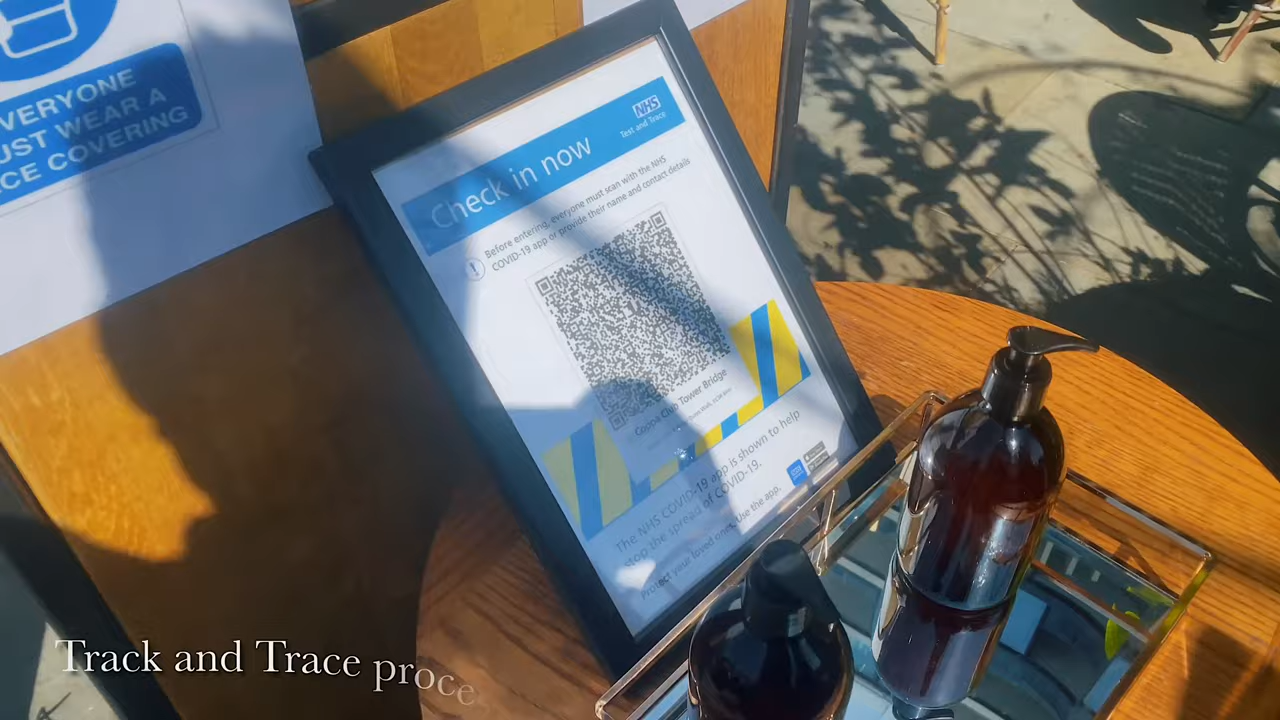 VERYONE
UST WEAR A
CE COVERING
NHS
Test and Trace
Check in now
Before entering, everyone must scan with the NHS
COVID-19 app or provide their name and contact details
Coppa Club Tower Bridge
The NHS COVID-19 app is shown to help
stop the spread of COVID-19.
Protect your loved ones. Use the app.
Track and Trace proce